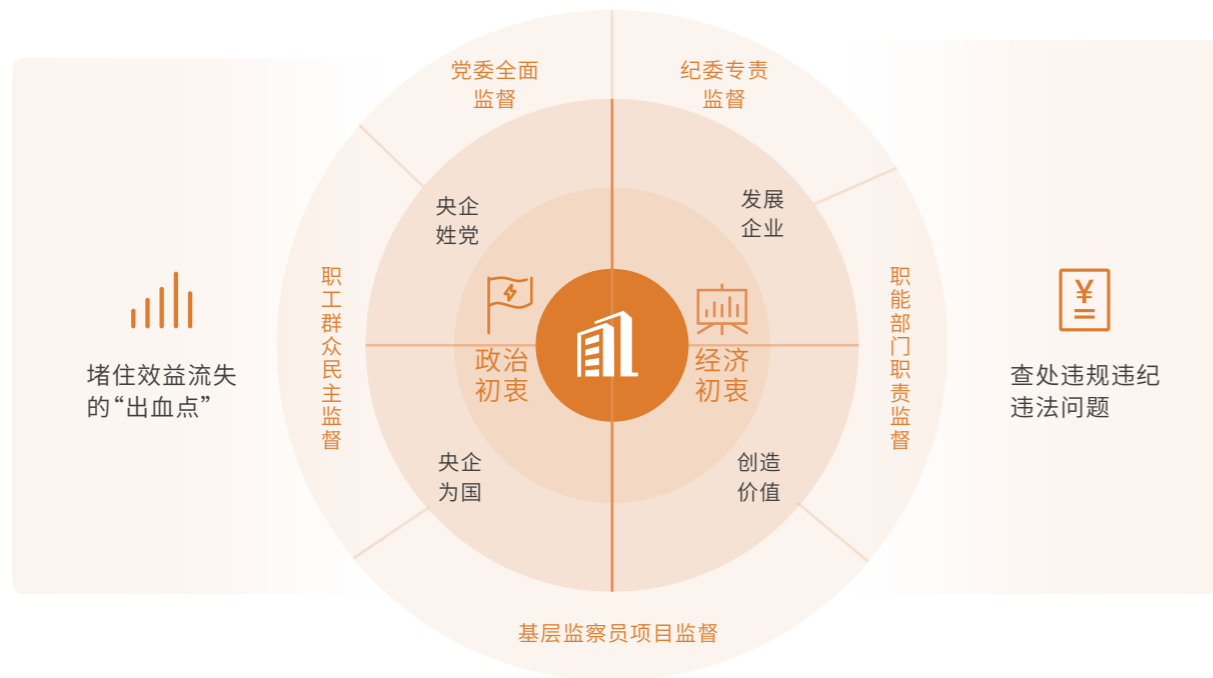 党委全面
监督
纪委专责
监督
央企
姓党
发展
企业
职工群众民主监督
职能部门职责监督
政治
初衷
经济
初衷
堵住效益流失
的“出血点”
查处违规违纪
违法问题
央企
为国
创造
价值
基层监察员项目监督